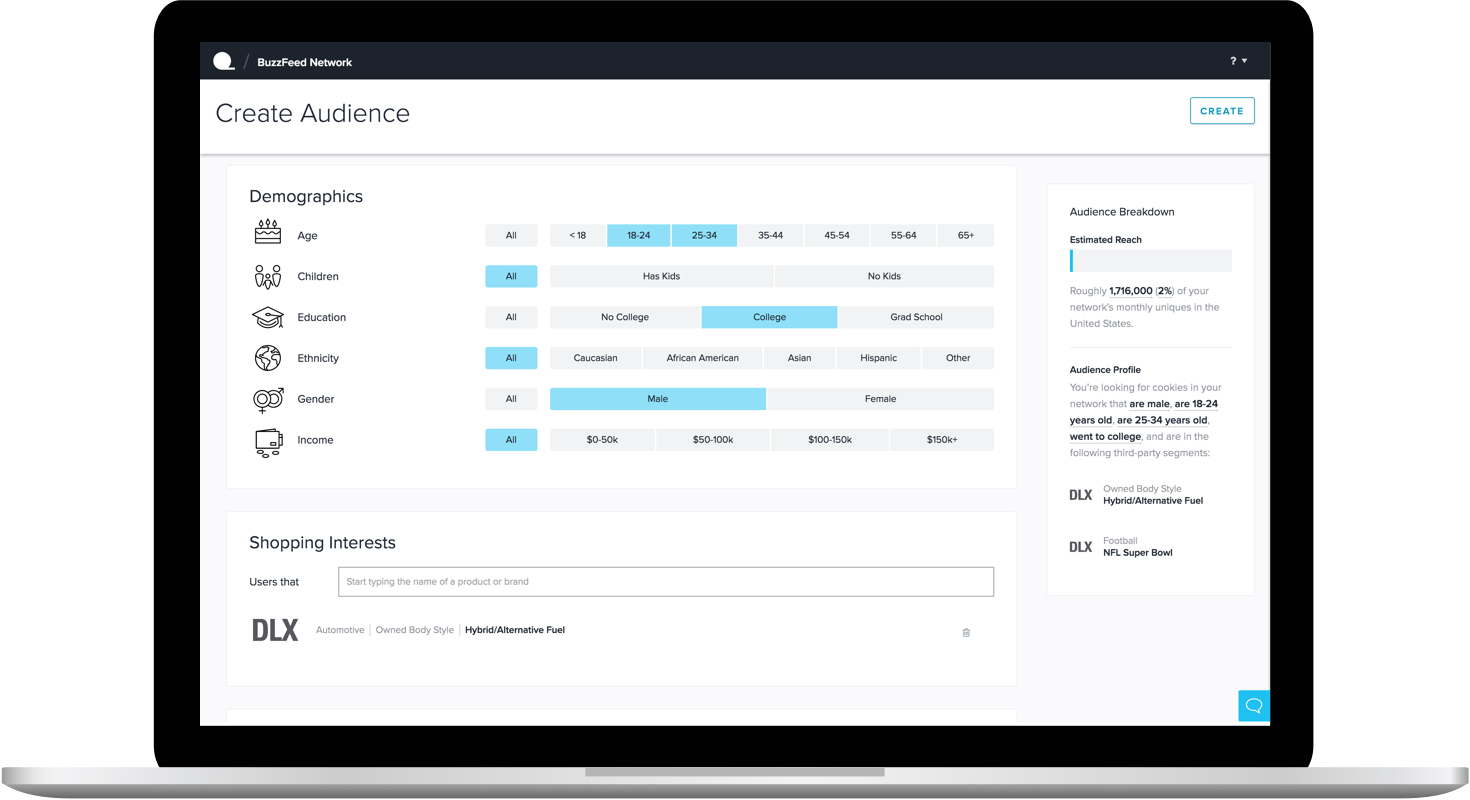 / BuzzFeed Network ? ▼
Create Audience CREATE
Demographics
Age All < 18 18-24 25-34 35-44 45-54 55-64 65+
Children All Has Kids No Kids
Education All No College College Grad School
Ethnicity All Caucasian African American Asian Hispanic Other
Gender All Male Female
Income All $0-50k $50-100k $100-150k $150k+
Shopping Interests
Users that Start typing the name of a product or brand
DLX Automotive | Owned Body Style | Hybrid/Alternative Fuel
Audience Breakdown
Estimated Reach
Roughly 1,716,000 (2%) of your
network's monthly uniques in the
United States.
Audience Profile
You're looking for cookies in your
network that are male, are 18-24
years old, are 25-34 years old,
went to college, and are in the
following third-party segments:
DLX Owned Body Style
Hybrid/Alternative Fuel
DLX Football
NFL Super Bowl